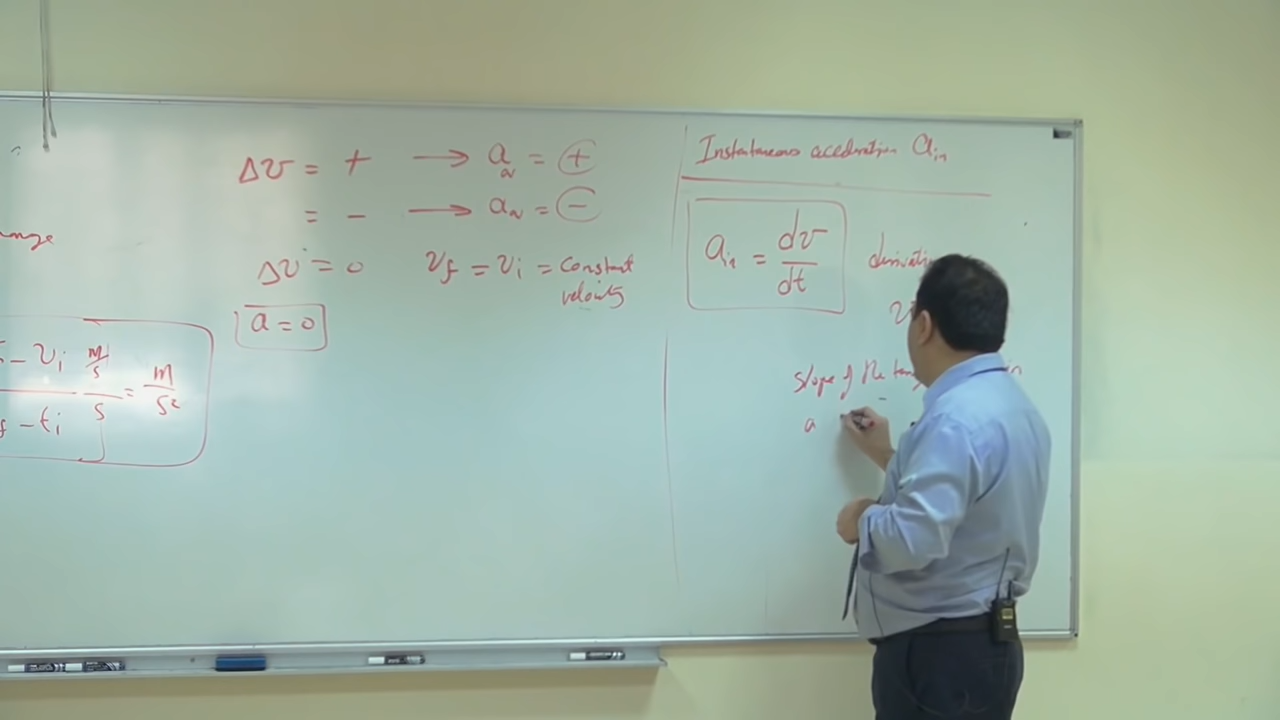 Δv = + → a_av = +
= - → a_av = -
Δv = 0 v_f = v_i = constant
velocity
a = 0
- v_i m/s
= m/s²
- t_i s
Instantaneous acceleration a_in
a_in = dv/dt
v
slope of the
a